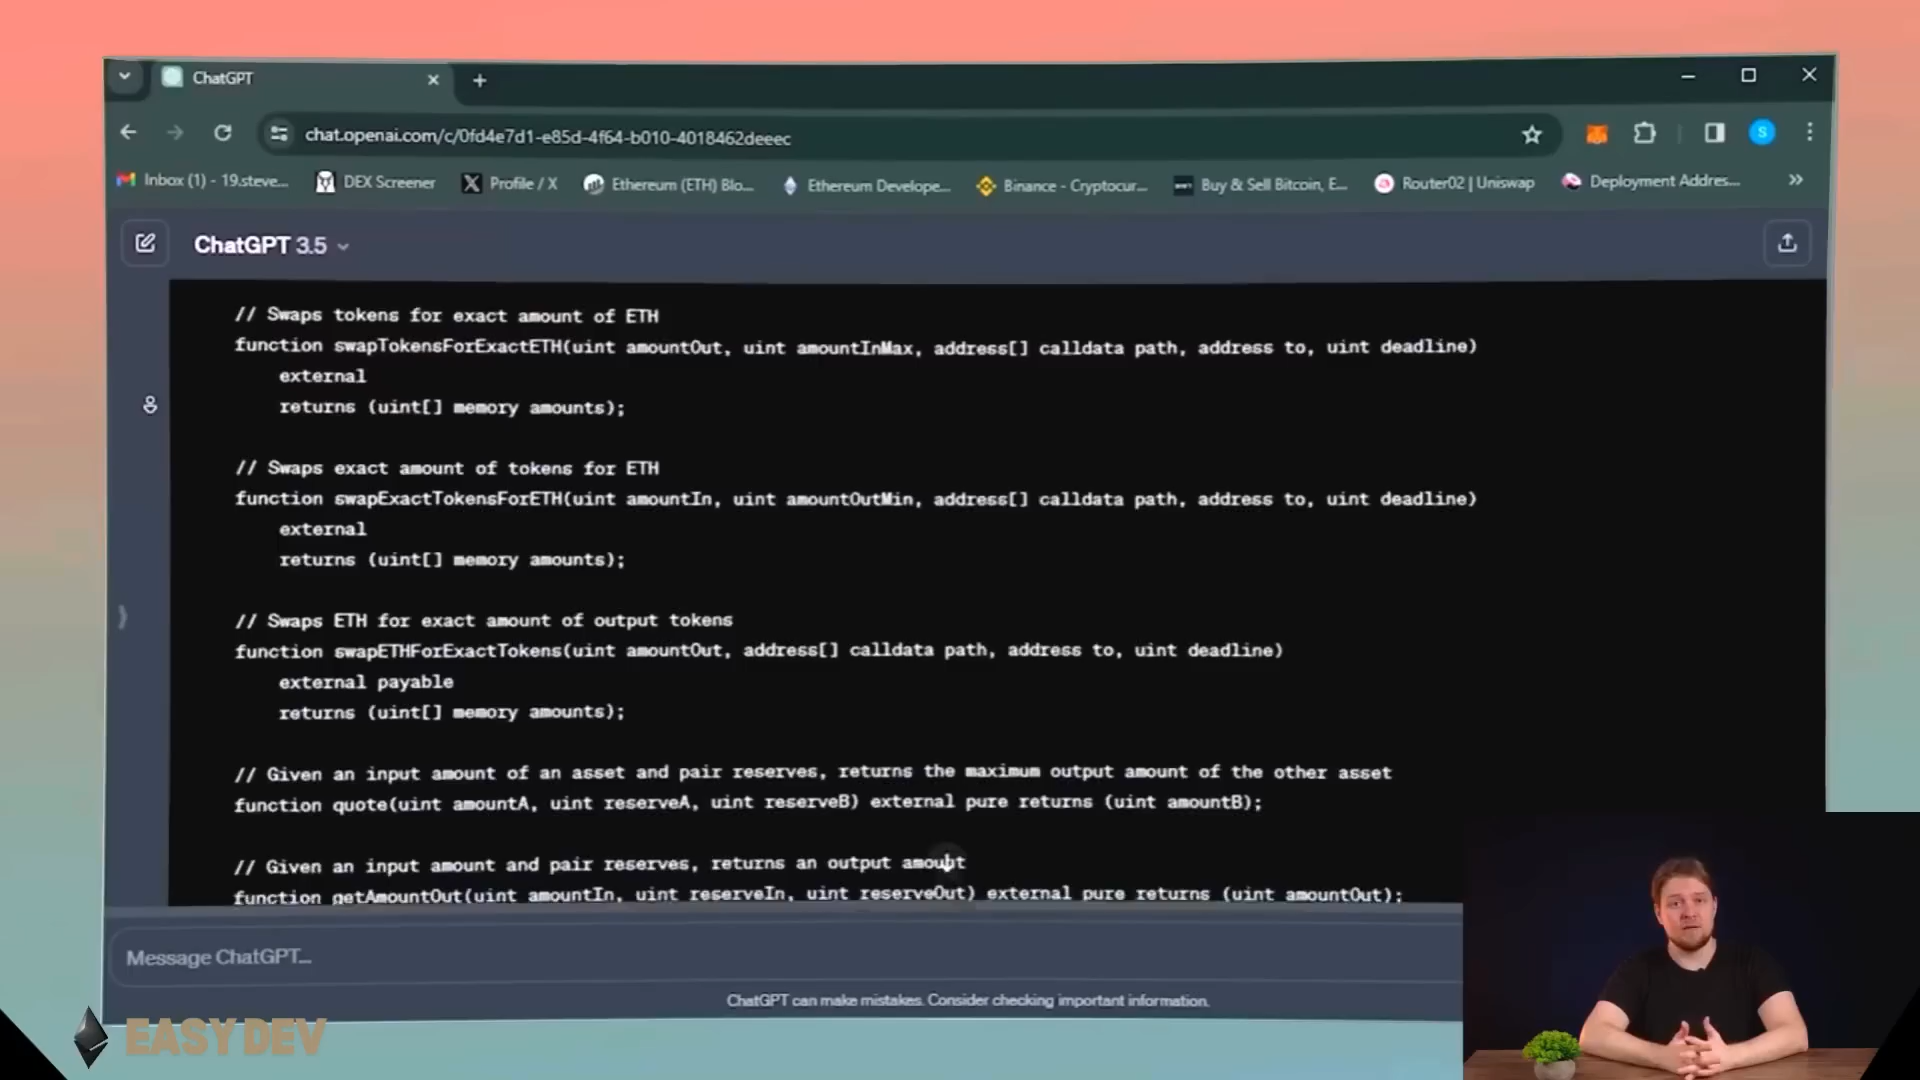 ChatGPT
chat.openai.com/c/0fd4e7d1-e85d-4f64-b010-4018462deeec
Inbox (1) - 19.steve... DEX Screener Profile / X Ethereum (ETH) Blo... Ethereum Develope... Binance - Cryptocur... Buy & Sell Bitcoin, E... Router02 | Uniswap Deployment Addres...
S
ChatGPT 3.5
// Swaps tokens for exact amount of ETH
function swapTokensForExactETH(uint amountOut, uint amountInMax, address[] calldata path, address to, uint deadline)
external
returns (uint[] memory amounts);
// Swaps exact amount of tokens for ETH
function swapExactTokensForETH(uint amountIn, uint amountOutMin, address[] calldata path, address to, uint deadline)
external
returns (uint[] memory amounts);
// Swaps ETH for exact amount of output tokens
function swapETHForExactTokens(uint amountOut, address[] calldata path, address to, uint deadline)
external payable
returns (uint[] memory amounts);
// Given an input amount of an asset and pair reserves, returns the maximum output amount of the other asset
function quote(uint amountA, uint reserveA, uint reserveB) external pure returns (uint amountB);
// Given an input amount and pair reserves, returns an output amount
function getAmountOut(uint amountIn, uint reserveIn, uint reserveOut) external pure returns (uint amountOut);
Message ChatGPT...
ChatGPT can make mistakes. Consider checking important information.
EASY DEV